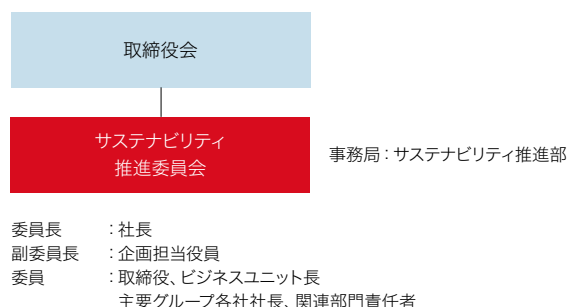 取締役会
サステナビリティ
推進委員会
事務局：サステナビリティ推進部
委員長　：社長
副委員長　：企画担当役員
委員　：取締役、ビジネスユニット長
主要グループ各社社長、関連部門責任者